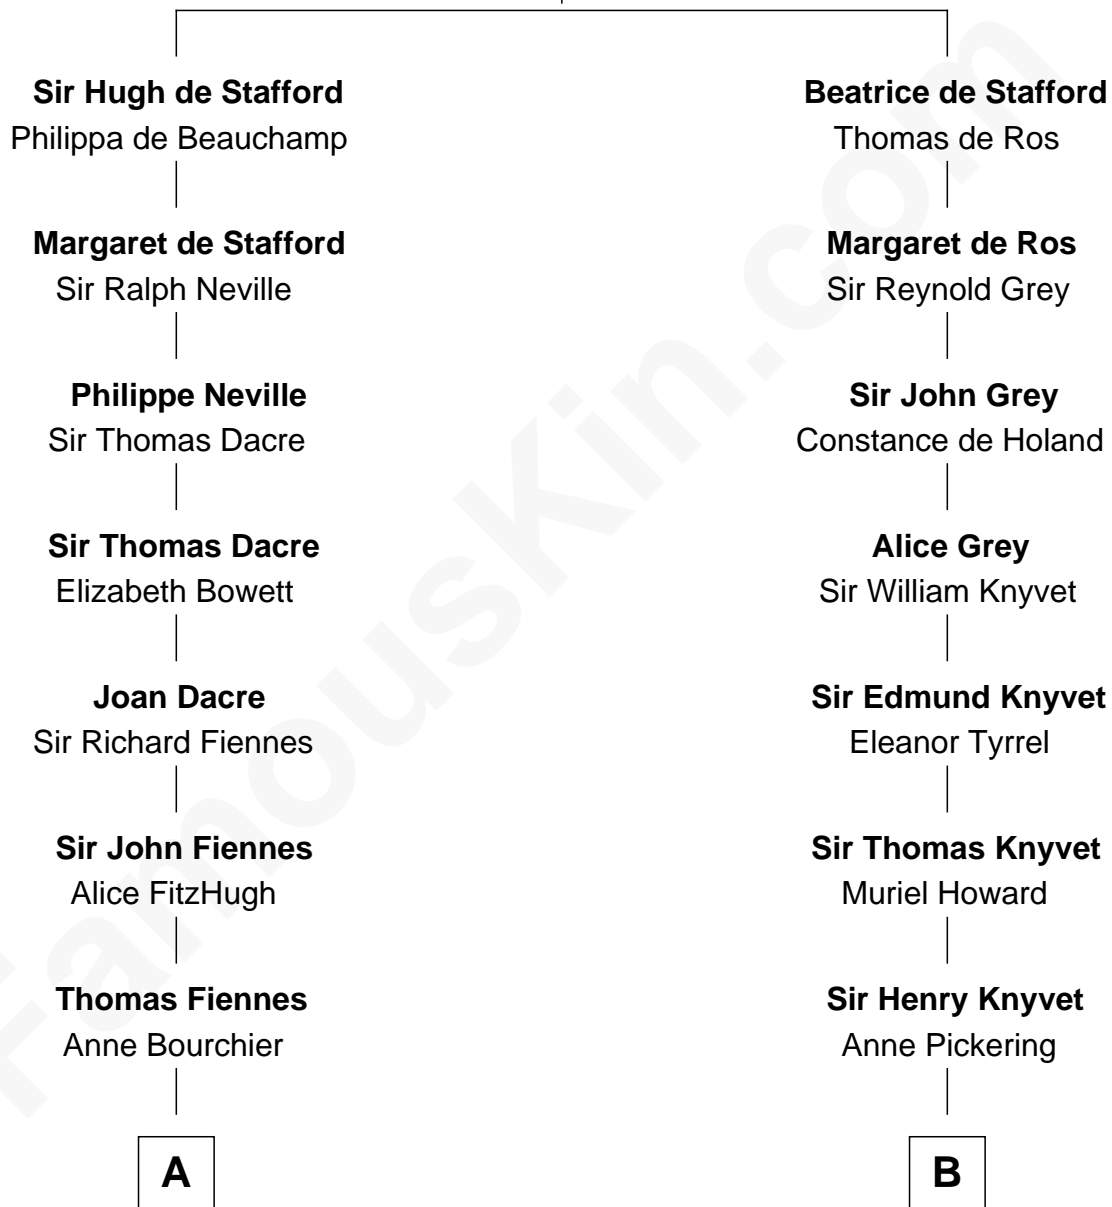 Sir Hugh de Stafford
Philippa de Beauchamp
Margaret de Stafford
Sir Ralph Neville
Philippe Neville
Sir Thomas Dacre
Sir Thomas Dacre
Elizabeth Bowett
Joan Dacre
Sir Richard Fiennes
Sir John Fiennes
Alice FitzHugh
Thomas Fiennes
Anne Bourchier
A
Beatrice de Stafford
Thomas de Ros
Margaret de Ros
Sir Reynold Grey
Sir John Grey
Constance de Holand
Alice Grey
Sir William Knyvet
Sir Edmund Knyvet
Eleanor Tyrrel
Sir Thomas Knyvet
Muriel Howard
Sir Henry Knyvet
Anne Pickering
B
FamousKin.com